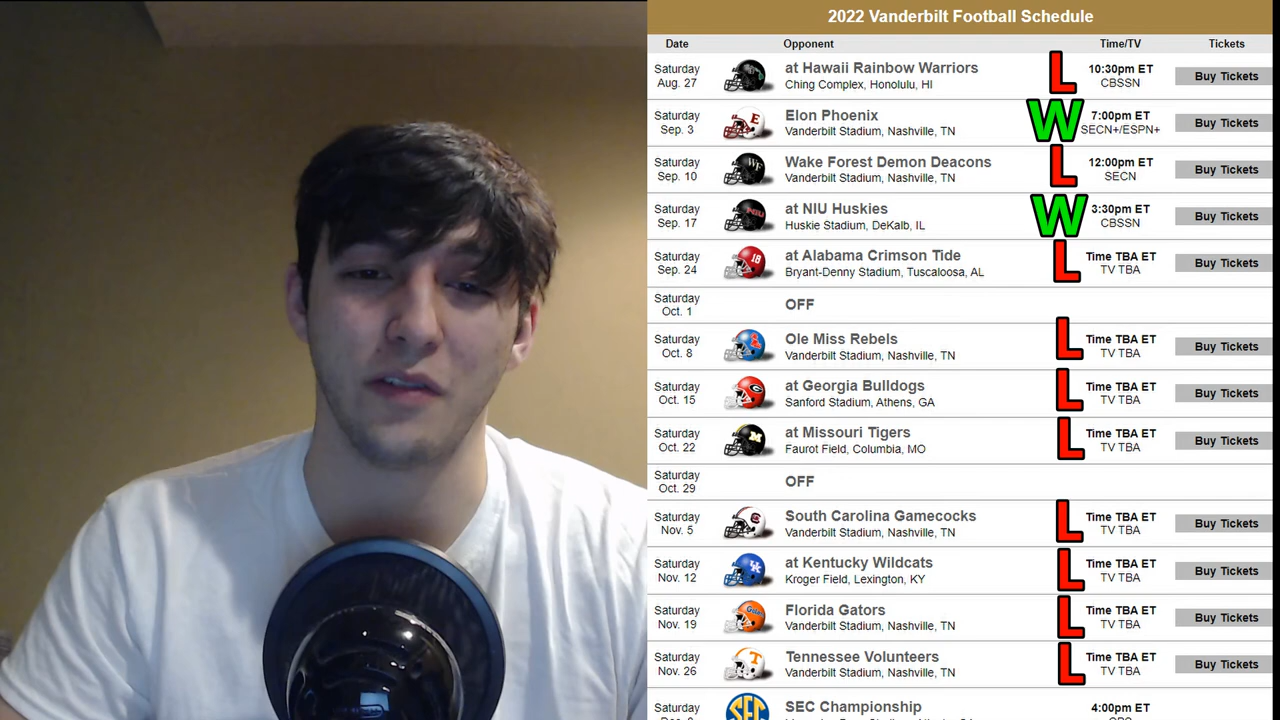 2022 Vanderbilt Football Schedule
Date Opponent Time/TV Tickets
Saturday at Hawaii Rainbow Warriors L 10:30pm ET Buy Tickets
Aug. 27 Ching Complex, Honolulu, HI CBSSN
Saturday Elon Phoenix W 7:00pm ET Buy Tickets
Sep. 3 Vanderbilt Stadium, Nashville, TN SECN+/ESPN+
Saturday Wake Forest Demon Deacons L 12:00pm ET Buy Tickets
Sep. 10 Vanderbilt Stadium, Nashville, TN SECN
Saturday at NIU Huskies W 3:30pm ET Buy Tickets
Sep. 17 Huskie Stadium, DeKalb, IL CBSSN
Saturday at Alabama Crimson Tide L Time TBA ET Buy Tickets
Sep. 24 Bryant-Denny Stadium, Tuscaloosa, AL TV TBA
Saturday OFF
Oct. 1
Saturday Ole Miss Rebels L Time TBA ET Buy Tickets
Oct. 8 Vanderbilt Stadium, Nashville, TN TV TBA
Saturday at Georgia Bulldogs L Time TBA ET Buy Tickets
Oct. 15 Sanford Stadium, Athens, GA TV TBA
Saturday at Missouri Tigers L Time TBA ET Buy Tickets
Oct. 22 Faurot Field, Columbia, MO TV TBA
Saturday OFF
Oct. 29
Saturday South Carolina Gamecocks L Time TBA ET Buy Tickets
Nov. 5 Vanderbilt Stadium, Nashville, TN TV TBA
Saturday at Kentucky Wildcats L Time TBA ET Buy Tickets
Nov. 12 Kroger Field, Lexington, KY TV TBA
Saturday Florida Gators L Time TBA ET Buy Tickets
Nov. 19 Vanderbilt Stadium, Nashville, TN TV TBA
Saturday Tennessee Volunteers L Time TBA ET Buy Tickets
Nov. 26 Vanderbilt Stadium, Nashville, TN TV TBA
Saturday SEC SEC Championship 4:00pm ET